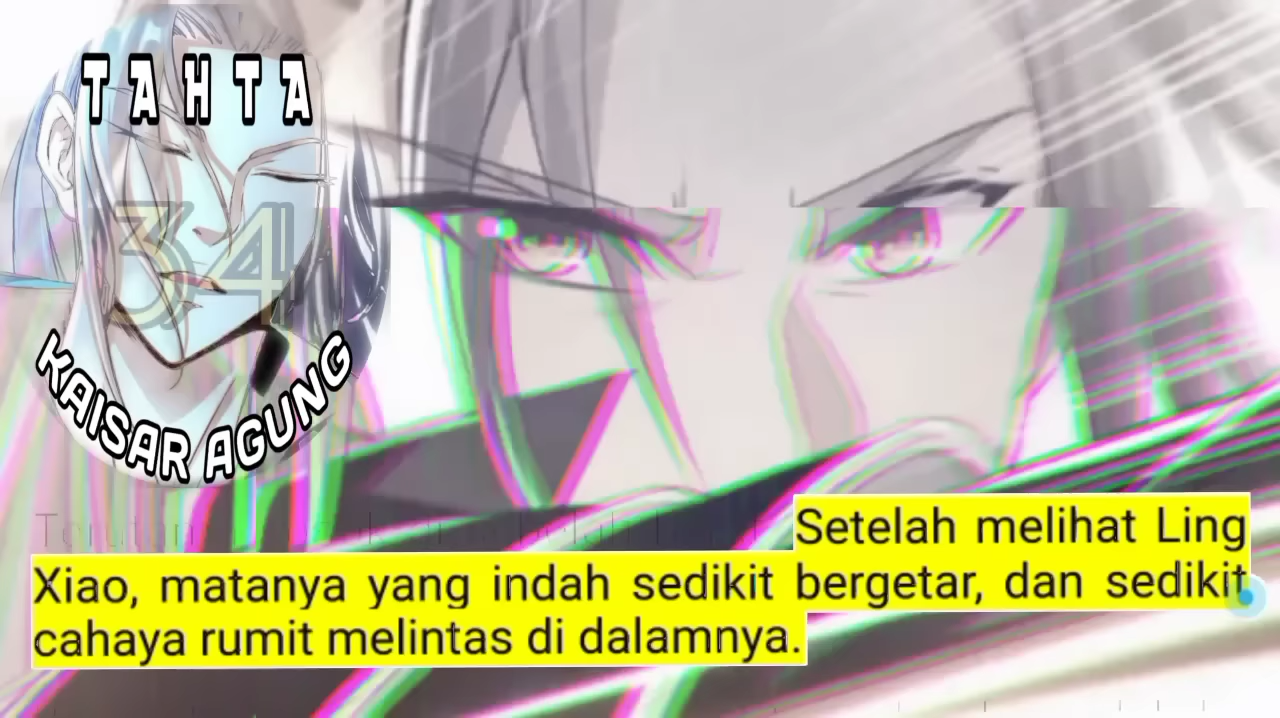 TAHTA
34
KAISAR AGUNG
Setelah melihat Ling
Xiao, matanya yang indah sedikit bergetar, dan sedikit
cahaya rumit melintas di dalamnya.